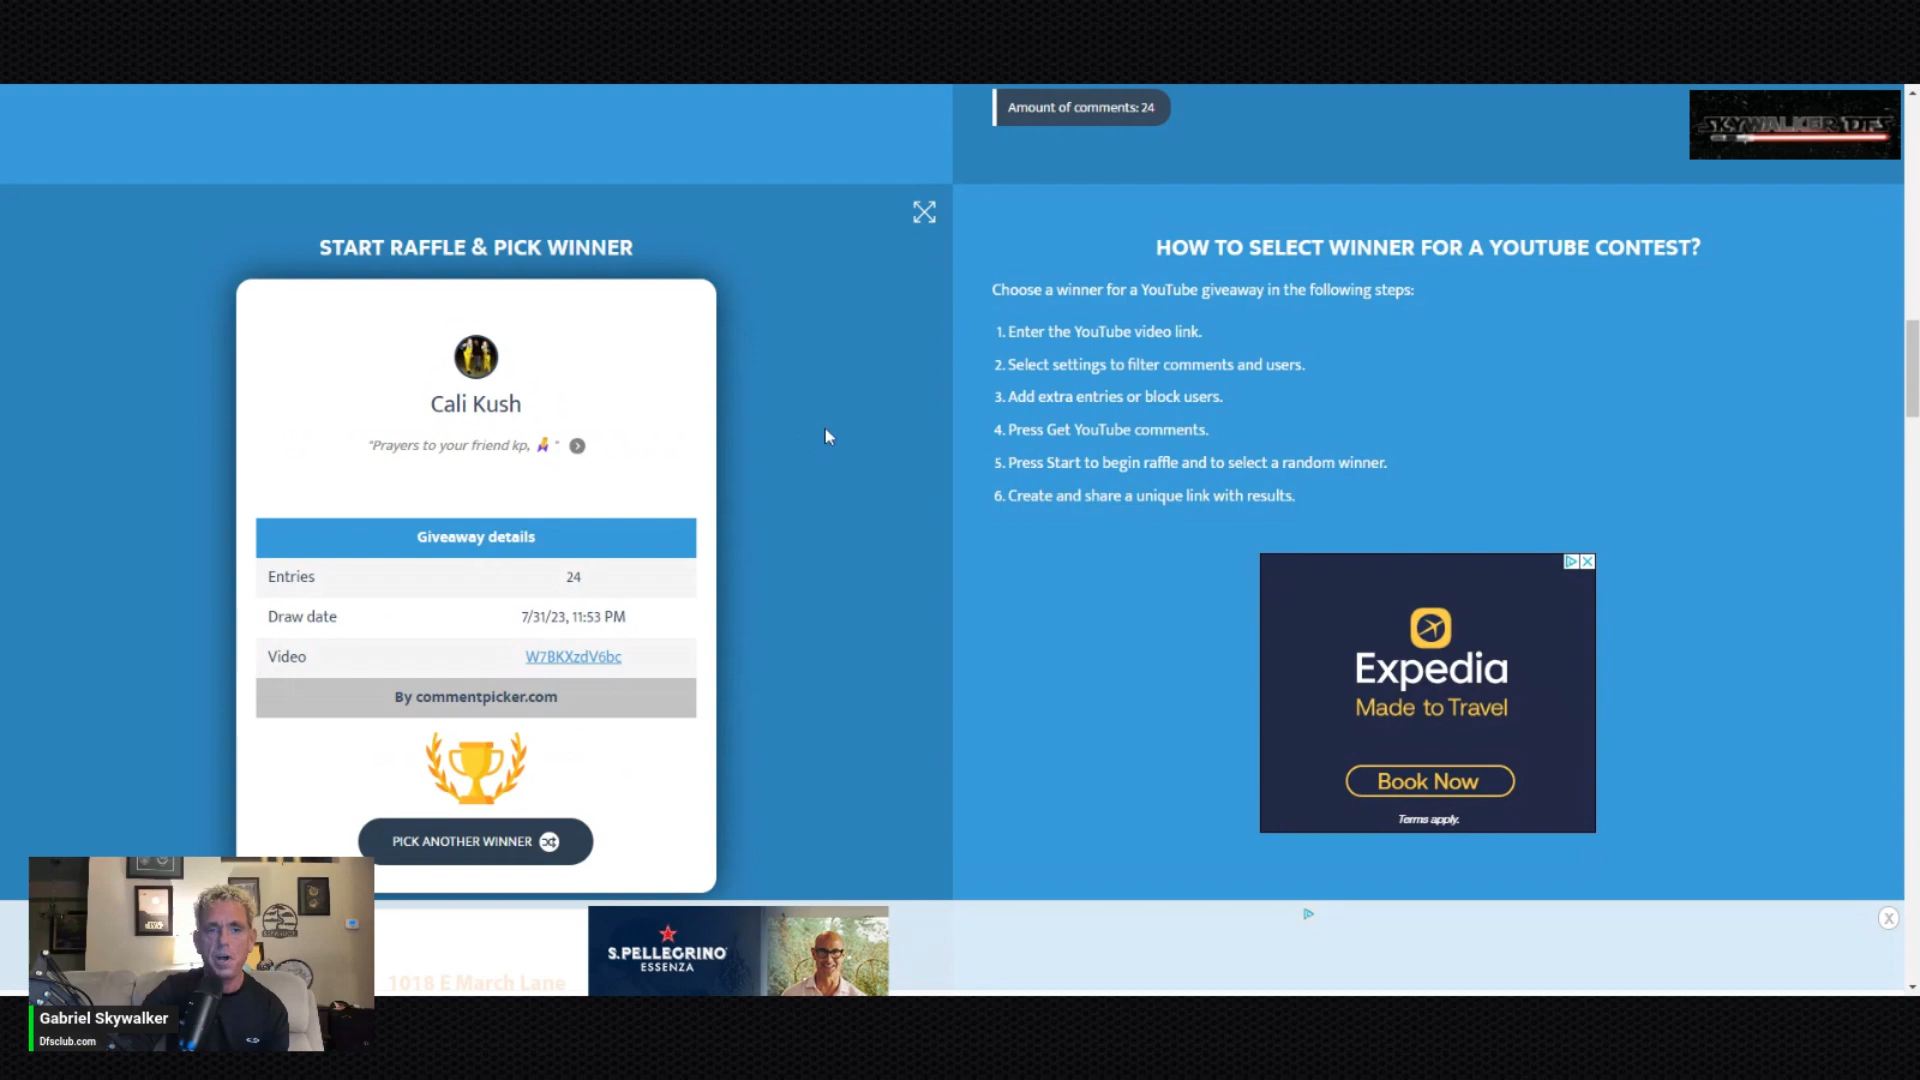 Amount of comments: 24
SKYWALKER DFS
START RAFFLE & PICK WINNER
Cali Kush
"Prayers to your friend kp, 🧜 "
Giveaway details
Entries 24
Draw date 7/31/23, 11:53 PM
Video W7BKXzdV6bc
By commentpicker.com
PICK ANOTHER WINNER
HOW TO SELECT WINNER FOR A YOUTUBE CONTEST?
Choose a winner for a YouTube giveaway in the following steps:
1. Enter the YouTube video link.
2. Select settings to filter comments and users.
3. Add extra entries or block users.
4. Press Get YouTube comments.
5. Press Start to begin raffle and to select a random winner.
6. Create and share a unique link with results.
Expedia
Made to Travel
Book Now
Terms apply.
1018 E March Lane
S.PELLEGRINO
ESSENZA
Gabriel Skywalker
Dfsclub.com